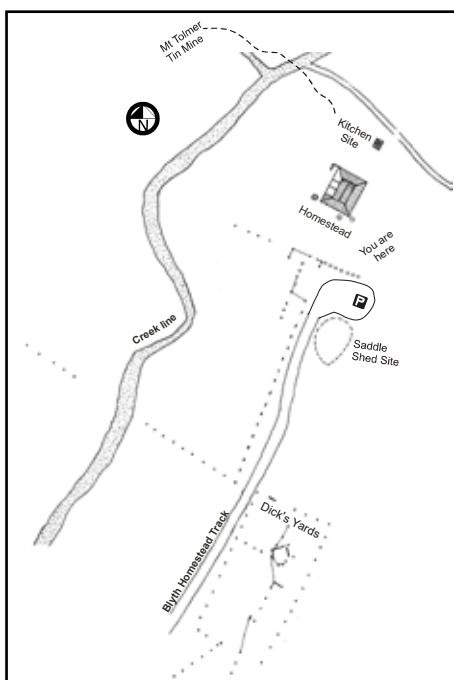 Mt Tolmer
Tin Mine
N
Kitchen
Site
Homestead
You are
here
P
Creek line
Saddle
Shed Site
Blyth Homestead Track
Dick's Yards